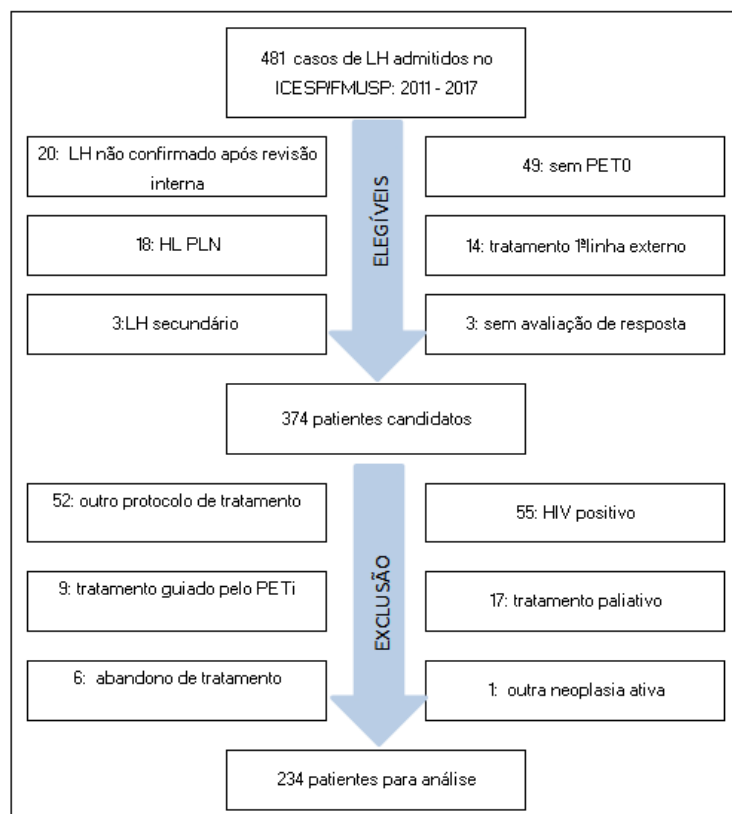 481 casos de LH admitidos no
ICESP/FMUSP: 2011 - 2017
20: LH não confirmado após revisão
interna
49: sem PET0
18: HL PLN
14: tratamento 1ªlinha externo
3:LH secundário
3: sem avaliação de resposta
ELEGÍVEIS
374 patientes candidatos
52: outro protocolo de tratamento
55: HIV positivo
9: tratamento guiado pelo PETi
17: tratamento paliativo
6: abandono de tratamento
1: outra neoplasia ativa
EXCLUSÃO
234 patientes para análise